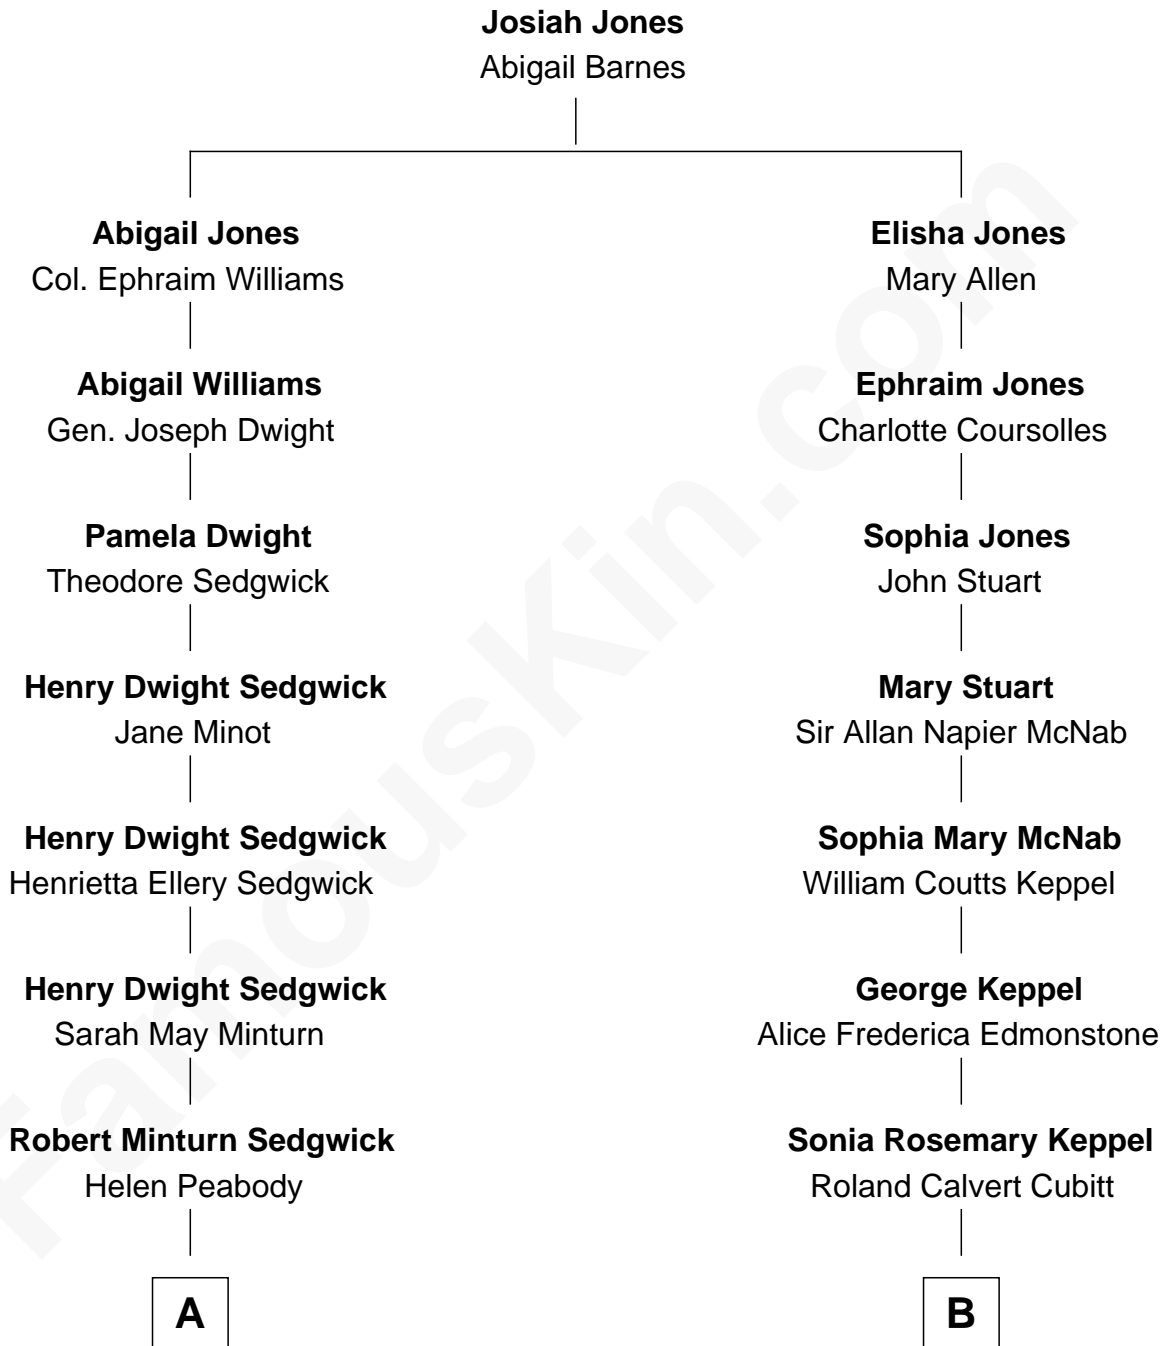 Josiah Jones
Abigail Barnes
Abigail Jones
Col. Ephraim Williams
Elisha Jones
Mary Allen
Abigail Williams
Gen. Joseph Dwight
Ephraim Jones
Charlotte Coursolles
Pamela Dwight
Theodore Sedgwick
Sophia Jones
John Stuart
Henry Dwight Sedgwick
Jane Minot
Mary Stuart
Sir Allan Napier McNab
Henry Dwight Sedgwick
Henrietta Ellery Sedgwick
Sophia Mary McNab
William Coutts Keppel
Henry Dwight Sedgwick
Sarah May Minturn
George Keppel
Alice Frederica Edmonstone
Robert Minturn Sedgwick
Helen Peabody
Sonia Rosemary Keppel
Roland Calvert Cubitt
A
B
FamousKin.com